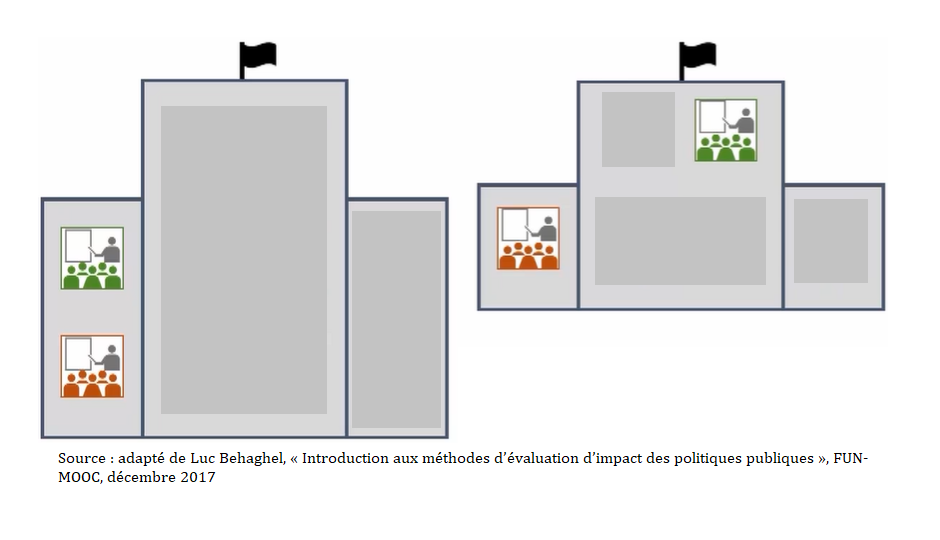 Source : adapté de Luc Behaghel, « Introduction aux méthodes d’évaluation d’impact des politiques publiques », FUN-
MOOC, décembre 2017